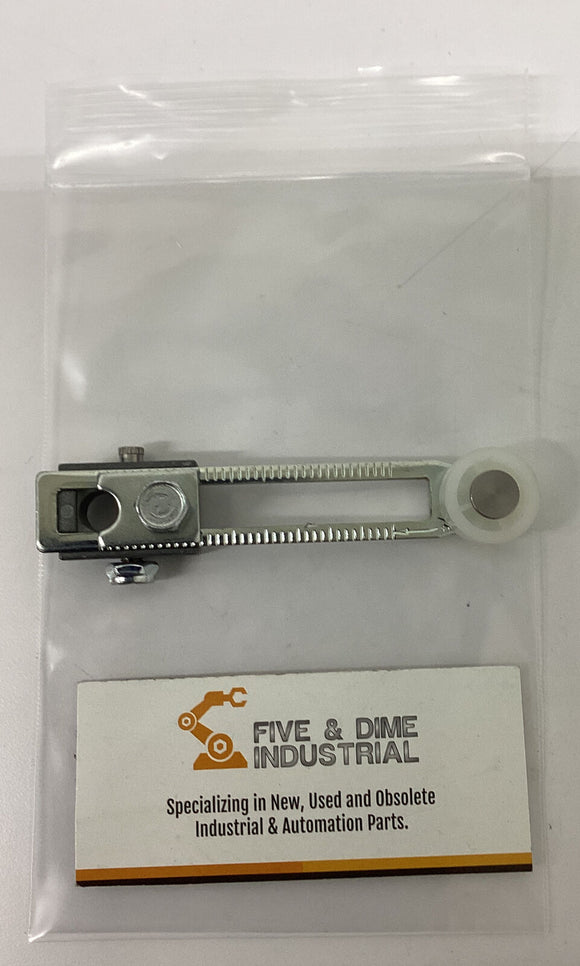 FIVE & DIME
INDUSTRIAL
Specializing in New, Used and Obsolete
Industrial & Automation Parts.